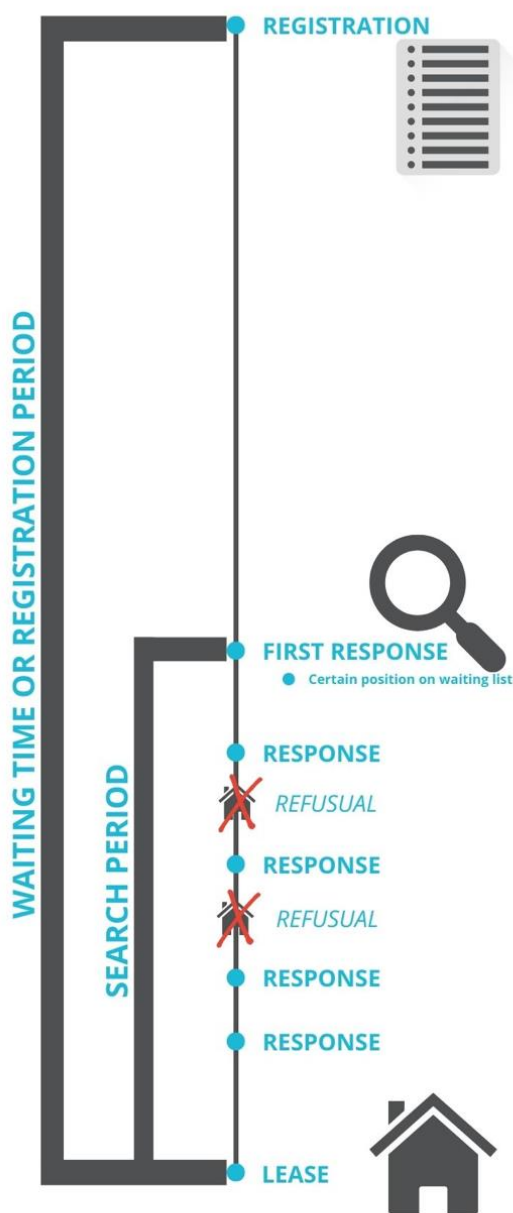 REGISTRATION
WAITING TIME OR REGISTRATION PERIOD
FIRST RESPONSE
Certain position on waiting list
SEARCH PERIOD
RESPONSE
REFUSUAL
RESPONSE
REFUSUAL
RESPONSE
RESPONSE
LEASE